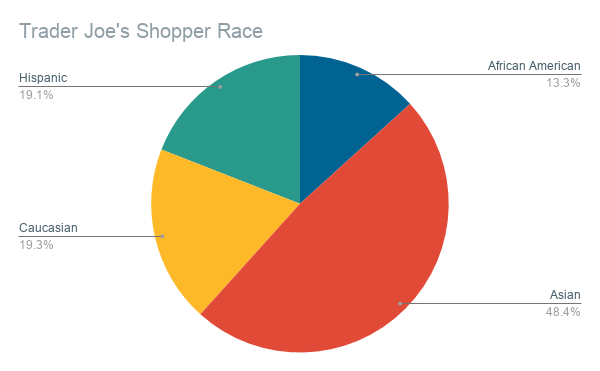 Trader Joe's Shopper Race
Hispanic
19.1%
African American
13.3%
Caucasian
19.3%
Asian
48.4%